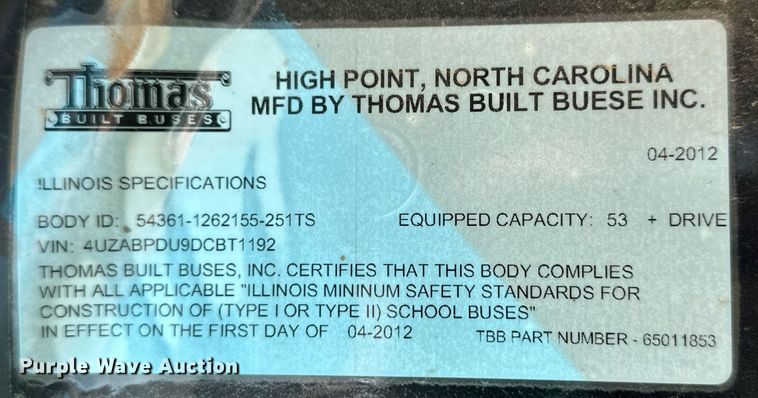 Thomas
BUILT BUSES
HIGH POINT, NORTH CAROLINA
MFD BY THOMAS BUILT BUESE INC.
04-2012
ILLINOIS SPECIFICATIONS
BODY ID: 54361-1262155-251TS EQUIPPED CAPACITY: 53 + DRIVE
VIN: 4UZABPDU9DCBT1192
THOMAS BUILT BUSES, INC. CERTIFIES THAT THIS BODY COMPLIES
WITH ALL APPLICABLE "ILLINOIS MININUM SAFETY STANDARDS FOR
CONSTRUCTION OF (TYPE I OR TYPE II) SCHOOL BUSES"
IN EFFECT ON THE FIRST DAY OF 04-2012 TBB PART NUMBER - 65011853
Purple Wave Auction